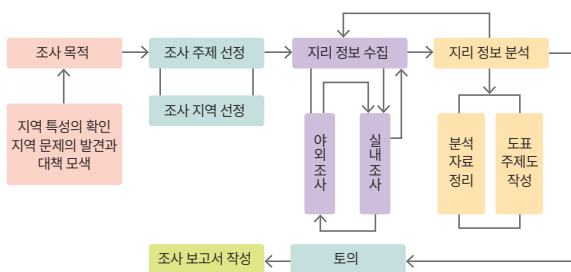 조사 목적
조사 주제 선정
지리 정보 수집
지리 정보 분석
조사 지역 선정
지역 특성의 확인
지역 문제의 발견과
대책 모색
야외 조사
실내 조사
분석
자료
정리
도표
주제도
작성
조사 보고서 작성
토의